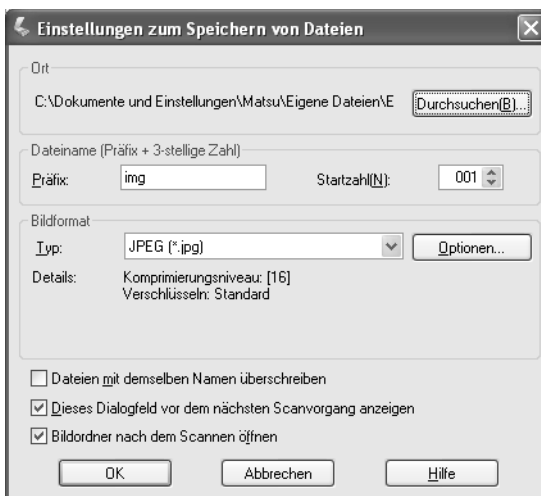 Einstellungen zum Speichern von Dateien
Ort
C:\Dokumente und Einstellungen\Matsu\Eigene Dateien\E
Durchsuchen(B)...
Dateiname (Präfix + 3-stellige Zahl)
Präfix: img Startzahl(N): 001
Bildformat
Typ: JPEG (*.jpg) Optionen...
Details: Komprimierungsniveau: [16]
Verschlüsseln: Standard
Dateien mit demselben Namen überschreiben
Dieses Dialogfeld vor dem nächsten Scanvorgang anzeigen
Bildordner nach dem Scannen öffnen
OK Abbrechen Hilfe